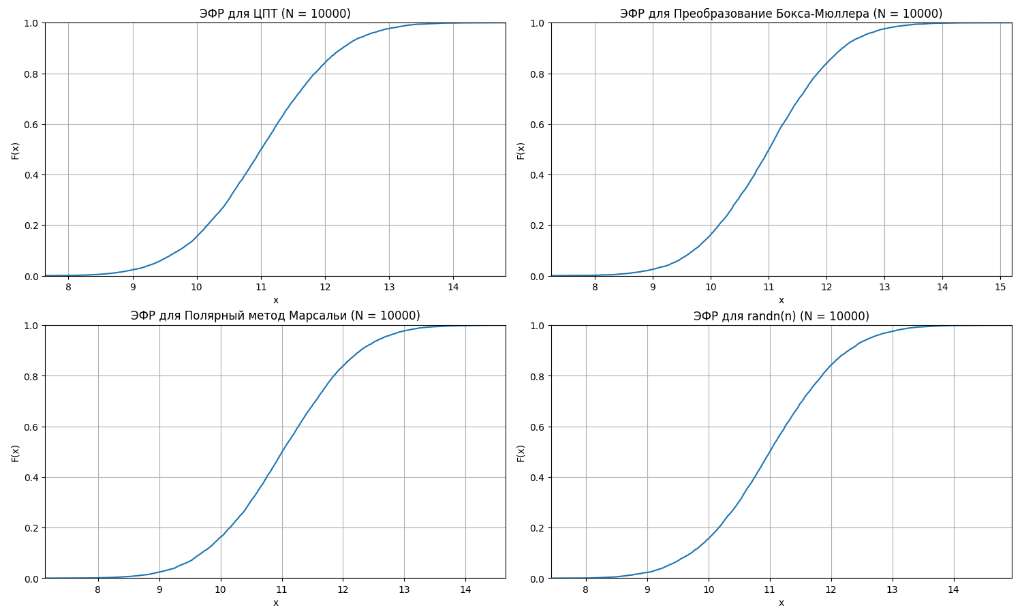 ЭФР для ЦПТ (N = 10000)
F(x)
1.0
0.8
0.6
0.4
0.2
0.0
8 9 10 11 12 13 14
x
ЭФР для Преобразование Бокса-Мюллера (N = 10000)
F(x)
1.0
0.8
0.6
0.4
0.2
0.0
8 9 10 11 12 13 14 15
x
ЭФР для Полярный метод Марсальи (N = 10000)
F(x)
1.0
0.8
0.6
0.4
0.2
0.0
8 9 10 11 12 13 14
x
ЭФР для randn(n) (N = 10000)
F(x)
1.0
0.8
0.6
0.4
0.2
0.0
8 9 10 11 12 13 14
x